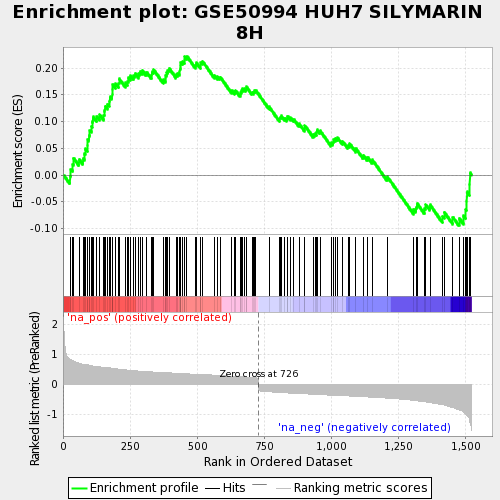 Enrichment plot: GSE50994 HUH7 SILYMARIN
8H
Enrichment score (ES)
0.20
0.15
0.10
0.05
0.00
-0.05
-0.10
'na_pos' (positively correlated)
Ranked list metric (PreRanked)
2
1
0
-1
Zero cross at 726
'na_neg' (negatively correlated)
0
250
500
750
1,000
1,250
1,500
Rank in Ordered Dataset
Enrichment profile
Hits
Ranking metric scores